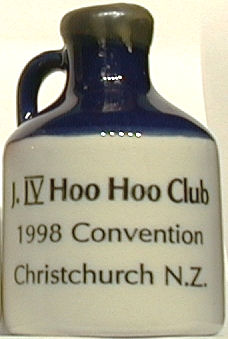 J. IV Hoo Hoo Club
1998 Convention
Christchurch N.Z.